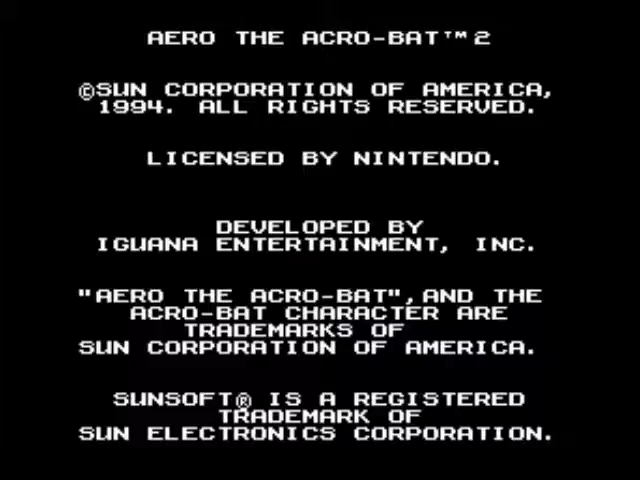 AERO THE ACRO-BAT™2
©SUN CORPORATION OF AMERICA,
1994. ALL RIGHTS RESERVED.
LICENSED BY NINTENDO.
DEVELOPED BY
IGUANA ENTERTAINMENT, INC.
"AERO THE ACRO-BAT",AND THE
ACRO-BAT CHARACTER ARE
TRADEMARKS OF
SUN CORPORATION OF AMERICA.
SUNSOFT® IS A REGISTERED
TRADEMARK OF
SUN ELECTRONICS CORPORATION.